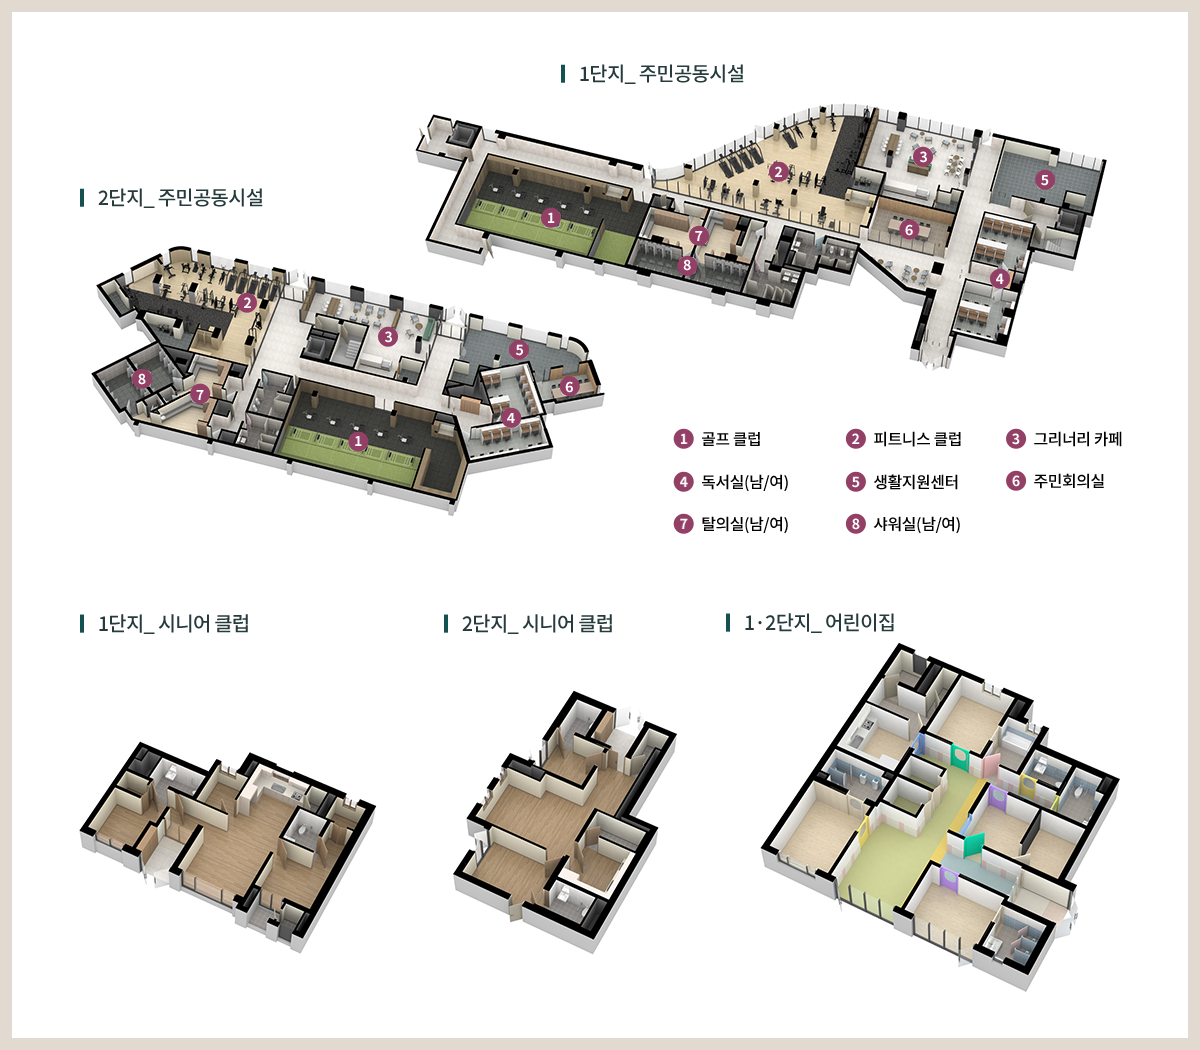 1단지_ 주민공동시설
1
2
3
4
5
6
7
8
2단지_ 주민공동시설
1
2
3
4
5
6
7
8
1 골프 클럽
2 피트니스 클럽
3 그리너리 카페
4 독서실(남/여)
5 생활지원센터
6 주민회의실
7 탈의실(남/여)
8 샤워실(남/여)
1단지_ 시니어 클럽
2단지_ 시니어 클럽
1·2단지_ 어린이집